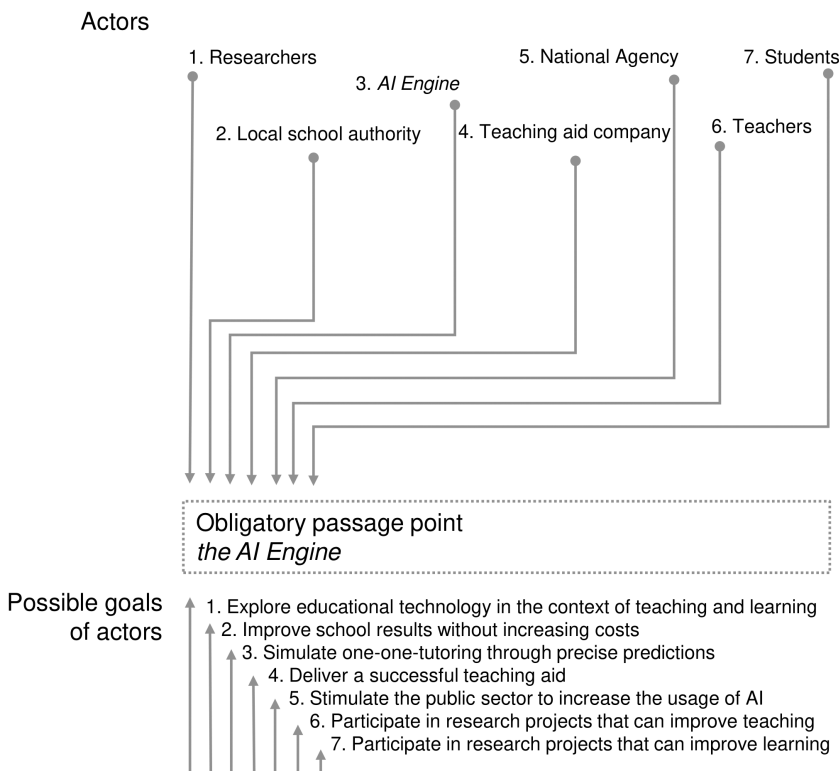 Actors
1. Researchers
5. National Agency
7. Students
3. AI Engine
2. Local school authority
4. Teaching aid company
6. Teachers
Obligatory passage point
the AI Engine
Possible goals
of actors
1. Explore educational technology in the context of teaching and learning
2. Improve school results without increasing costs
3. Simulate one-one-tutoring through precise predictions
4. Deliver a successful teaching aid
5. Stimulate the public sector to increase the usage of AI
6. Participate in research projects that can improve teaching
7. Participate in research projects that can improve learning